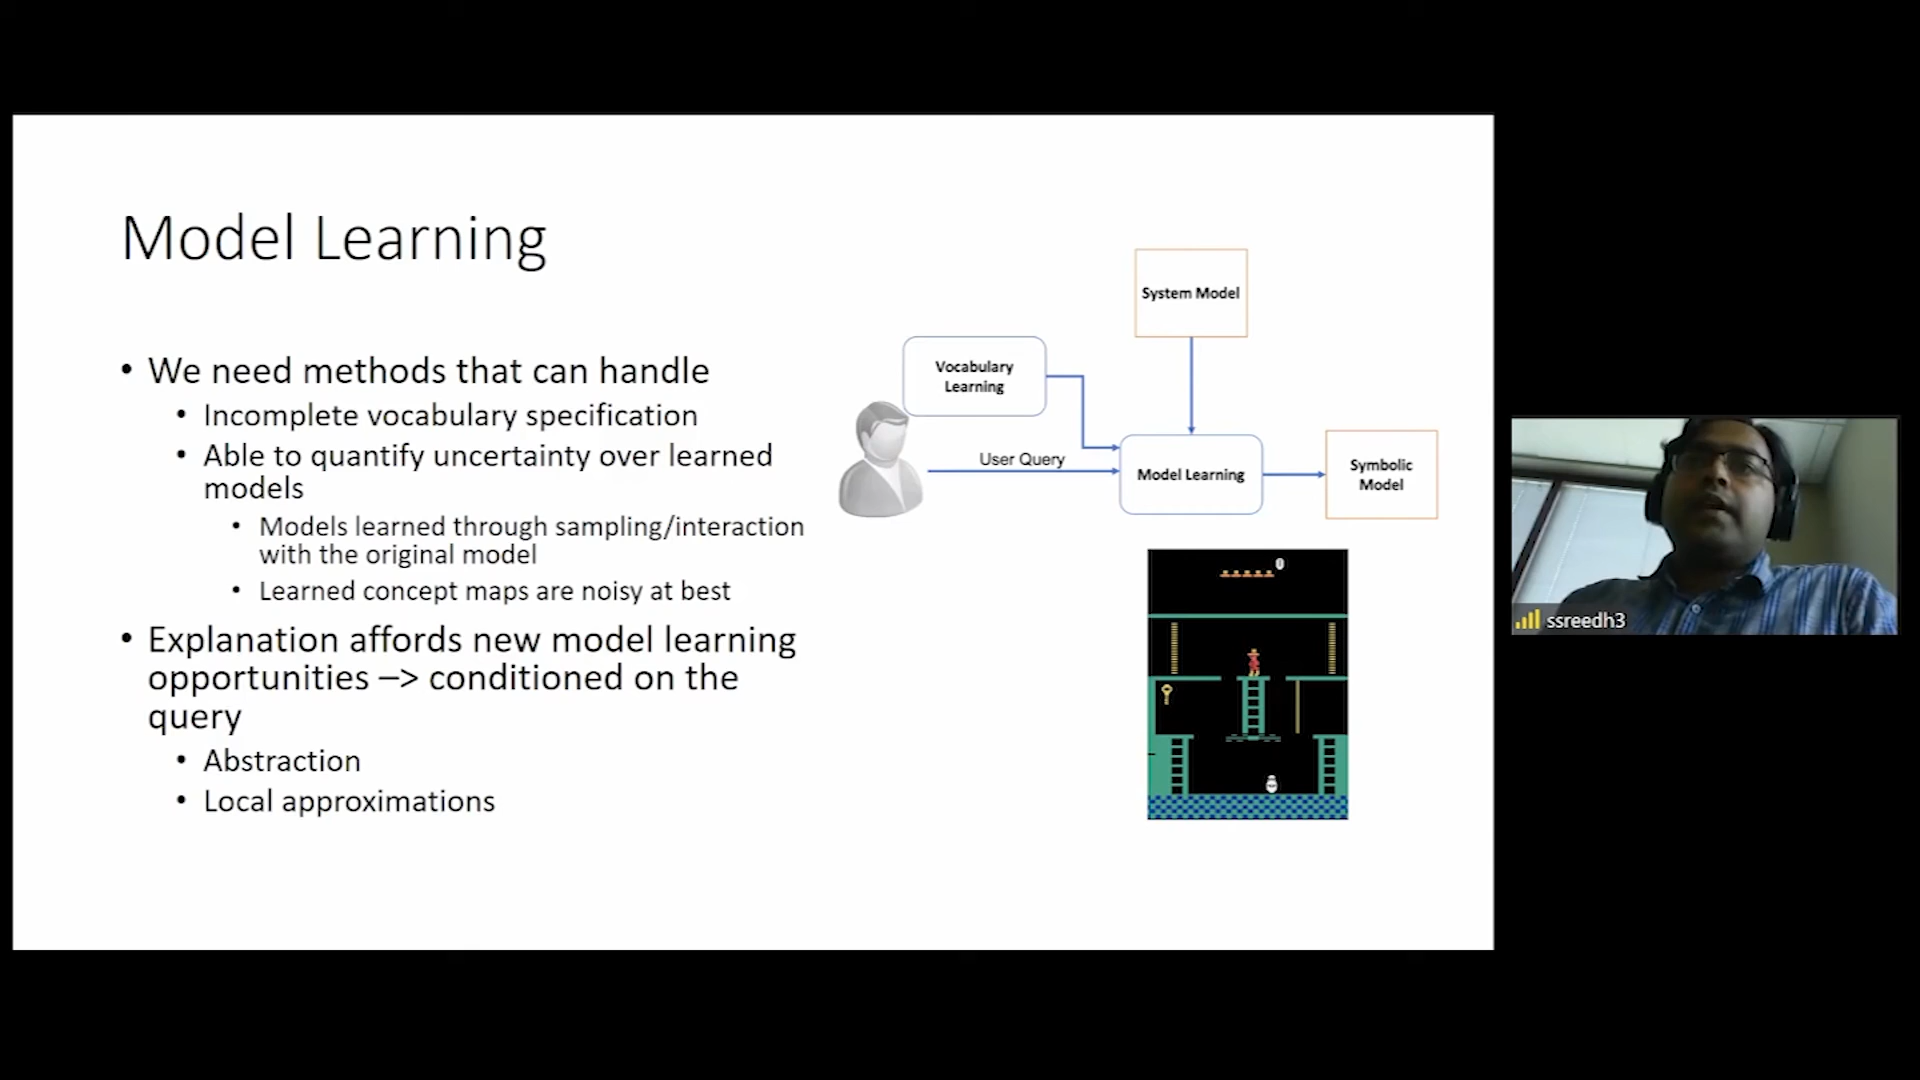 Model Learning
• We need methods that can handle
• Incomplete vocabulary specification
• Able to quantify uncertainty over learned
models
• Models learned through sampling/interaction
with the original model
• Learned concept maps are noisy at best
• Explanation affords new model learning
opportunities –> conditioned on the
query
• Abstraction
• Local approximations
System Model
Vocabulary
Learning
User Query
Model Learning
Symbolic
Model
0
ssreedh3